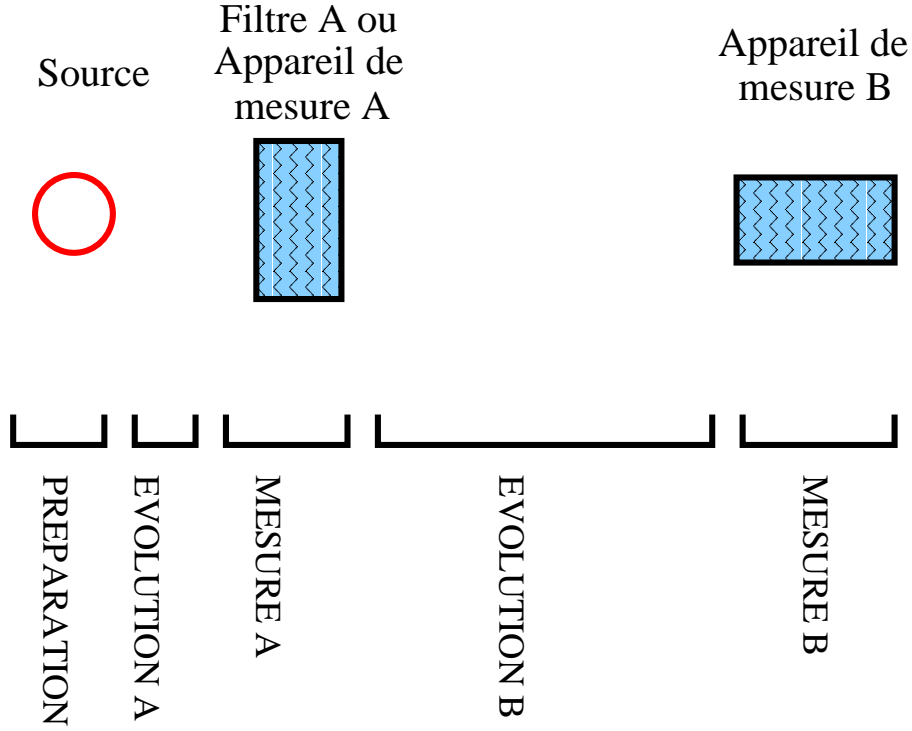 Source
Filtre A ou
Appareil de
mesure A
Appareil de
mesure B
PREPARATION
EVOLUTION A
MESURE A
EVOLUTION B
MESURE B